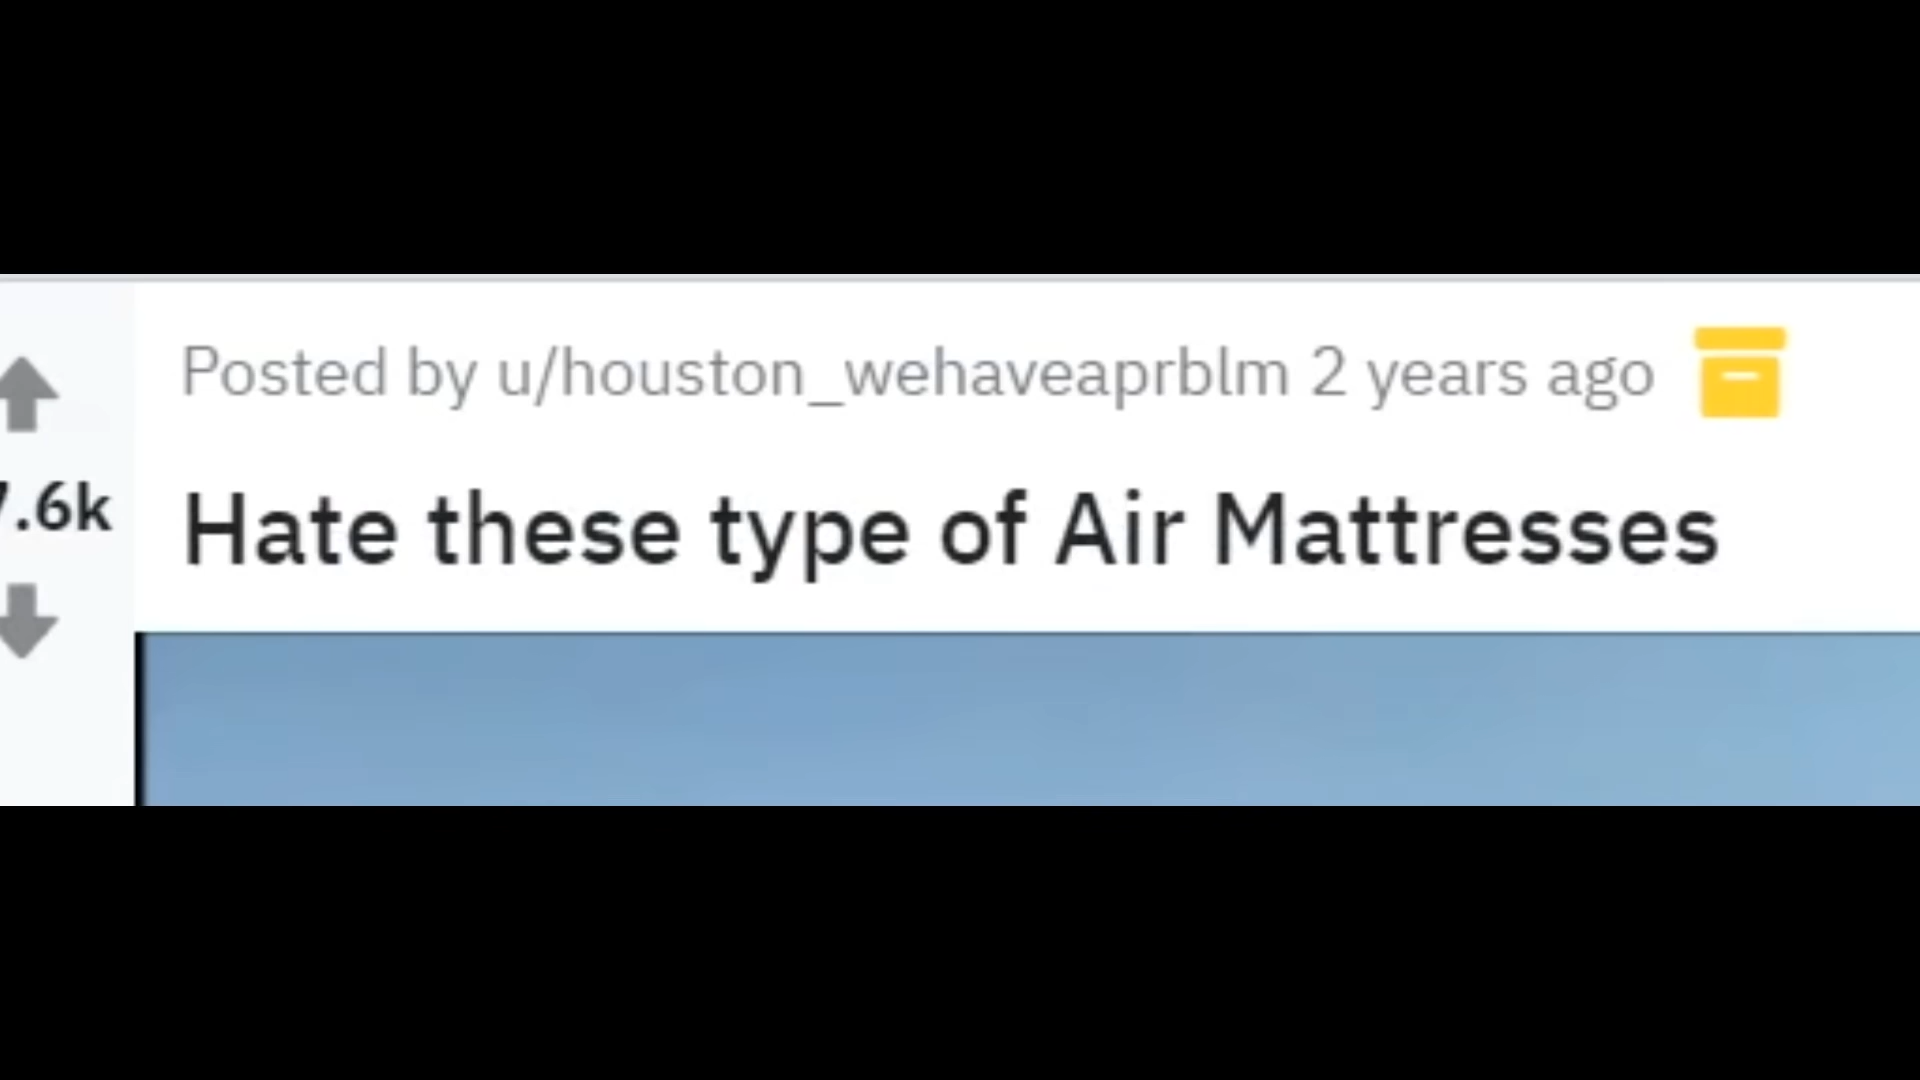 Posted by u/houston_wehaveaprblm 2 years ago
.6k
Hate these type of Air Mattresses